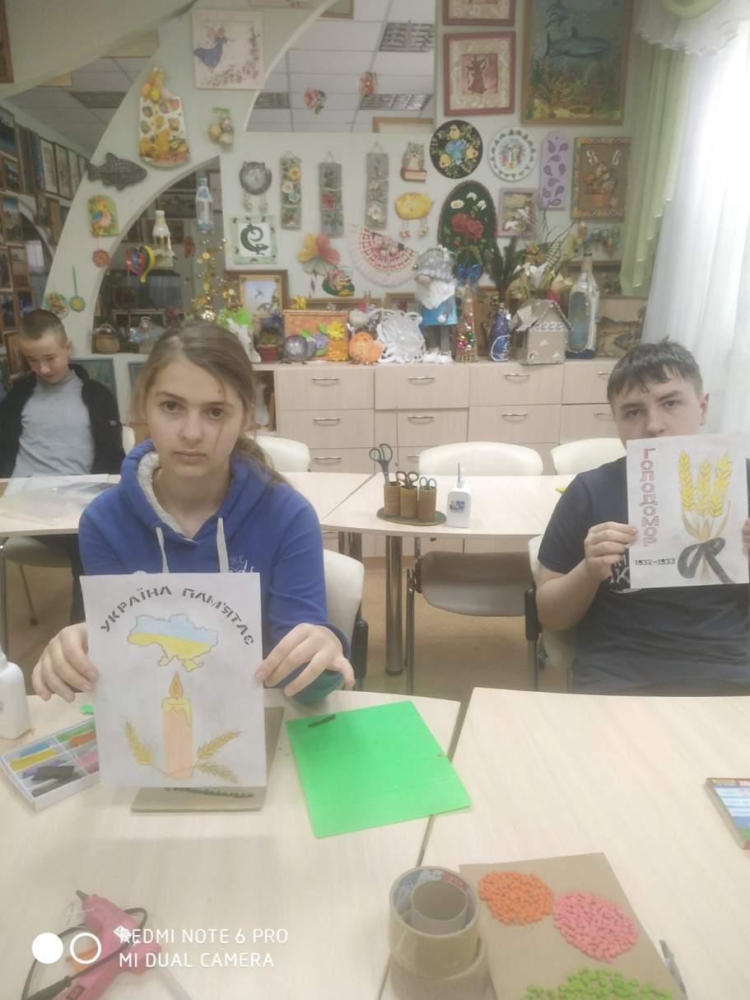 УКРАЇНА ПАМ'ЯТАЄ
ГОЛОДОМОР
1932-1933
REDMI NOTE 6 PRO
MI DUAL CAMERA